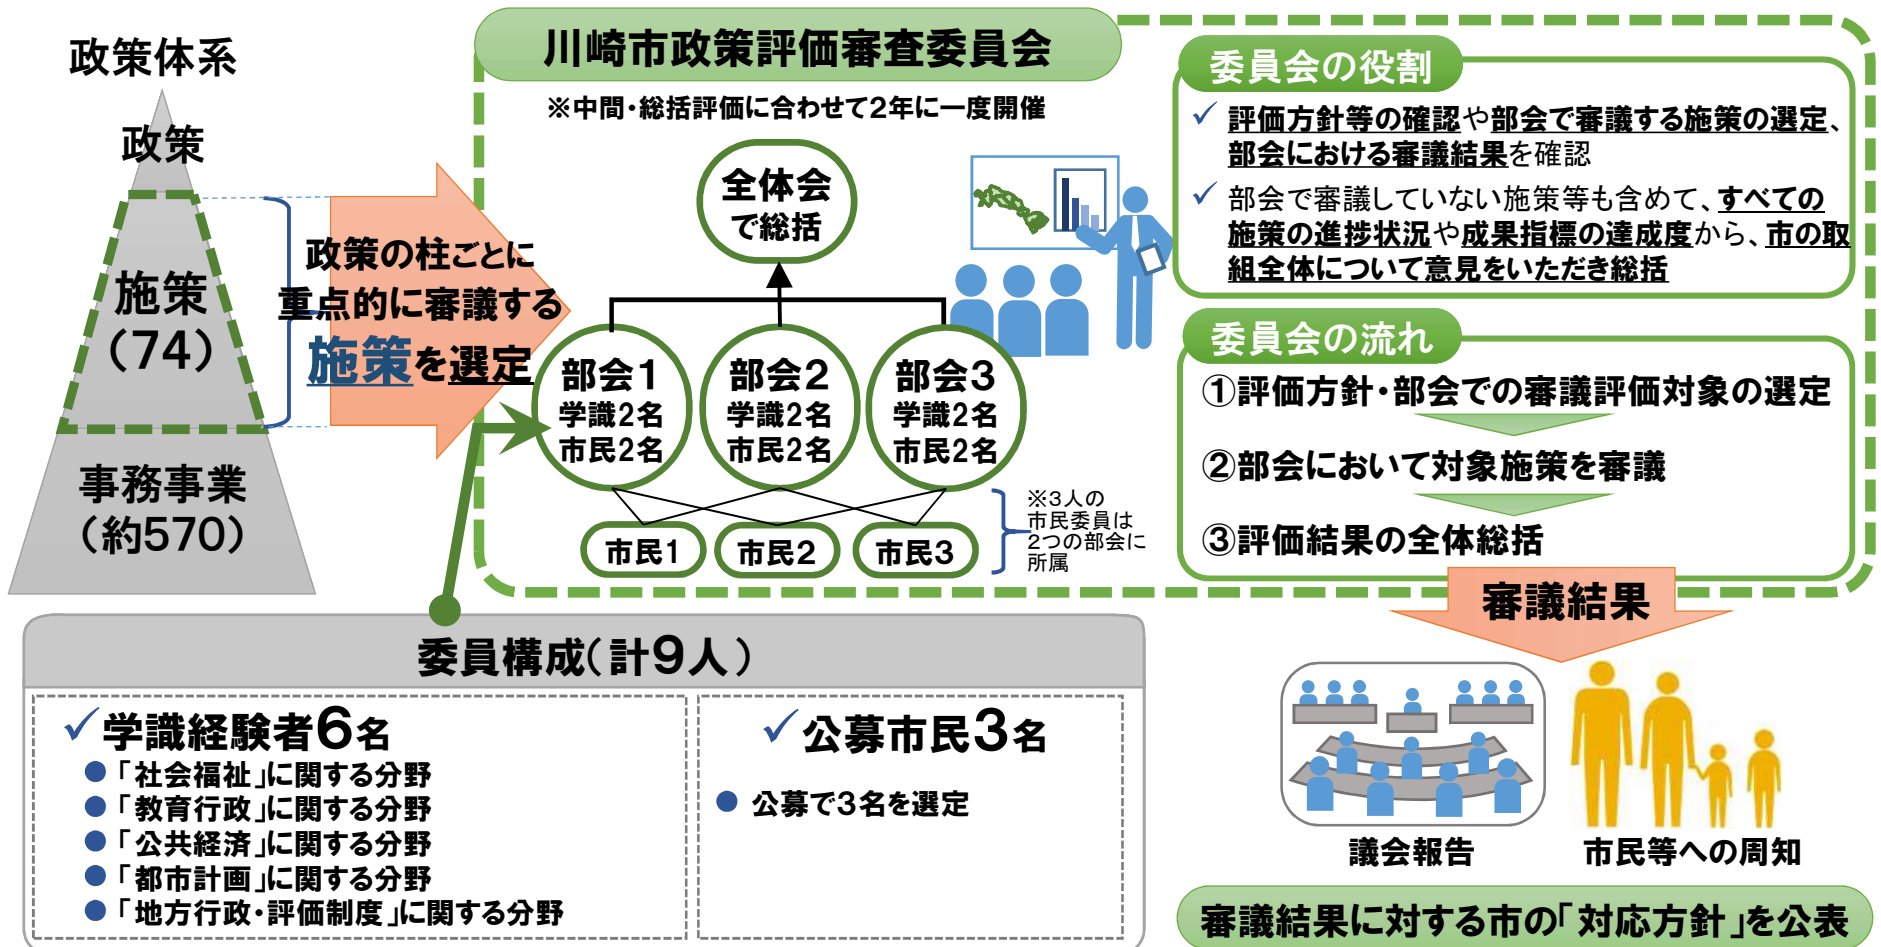 政策体系
政策
施策
(74)
事務事業
(約570)
政策の柱ごとに
重点的に審議する
施策を選定
川崎市政策評価審査委員会
※中間・総括評価に合わせて2年に一度開催
全体会
で総括
部会1
学識2名
市民2名
部会2
学識2名
市民2名
部会3
学識2名
市民2名
市民1
市民2
市民3
※3人の
市民委員は
2つの部会に
所属
委員会の役割
✓ 評価方針等の確認や部会で審議する施策の選定、
部会における審議結果を確認
✓ 部会で審議していない施策等も含めて、すべての
施策の進捗状況や成果指標の達成度から、市の取
組全体について意見をいただき総括
委員会の流れ
①評価方針・部会での審議評価対象の選定
②部会において対象施策を審議
③評価結果の全体総括
審議結果
委員構成(計9人)
✓学識経験者6名
●「社会福祉」に関する分野
●「教育行政」に関する分野
●「公共経済」に関する分野
●「都市計画」に関する分野
●「地方行政・評価制度」に関する分野
✓公募市民3名
● 公募で3名を選定
議会報告
市民等への周知
審議結果に対する市の「対応方針」を公表